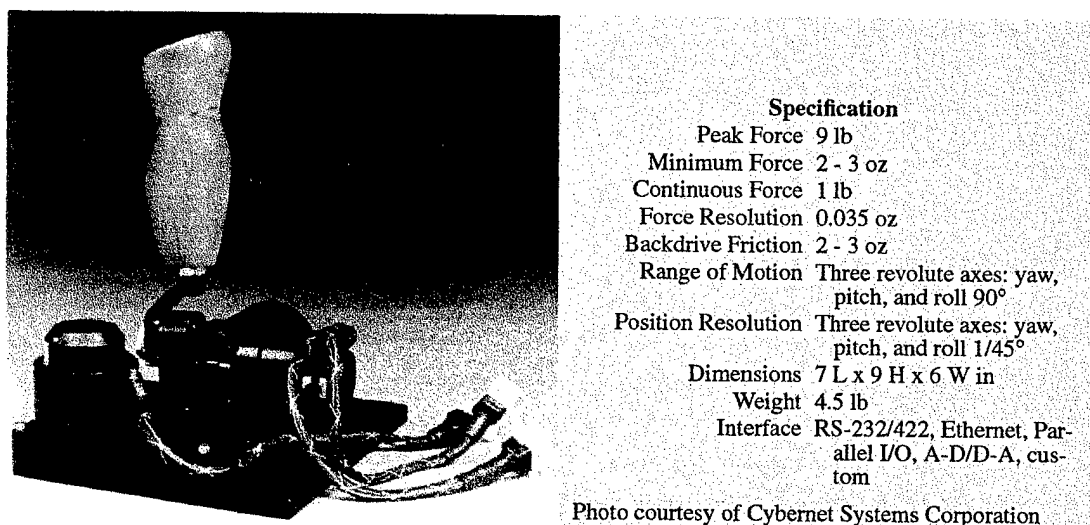 Specification
Peak Force 9 lb
Minimum Force 2 - 3 oz
Continuous Force 1 lb
Force Resolution 0.035 oz
Backdrive Friction 2 - 3 oz
Range of Motion Three revolute axes: yaw,
pitch, and roll 90°
Position Resolution Three revolute axes: yaw,
pitch, and roll 1/45°
Dimensions 7 L x 9 H x 6 W in
Weight 4.5 lb
Interface RS-232/422, Ethernet, Par-
allel I/O, A-D/D-A, cus-
tom
Photo courtesy of Cybernet Systems Corporation